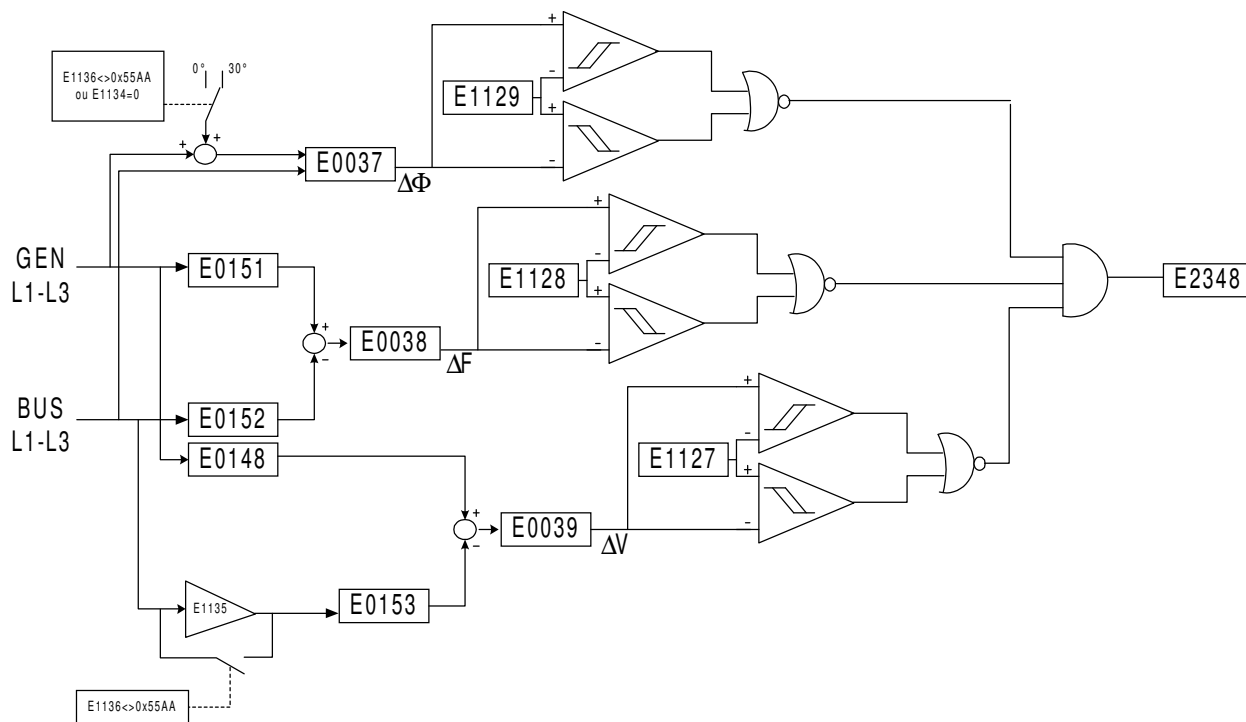 E1136<>0x55AA
ou E1134=0
0° 30°
+
+
E0037
ΔΦ
+
-
E1129
+
-
GEN
L1-L3
E0151
+
-
E0038
ΔF
+
-
E1128
+
-
E2348
BUS
L1-L3
E0152
E0148
+
-
E0039
ΔV
+
-
E1127
+
-
E1135
E0153
E1136<>0x55AA